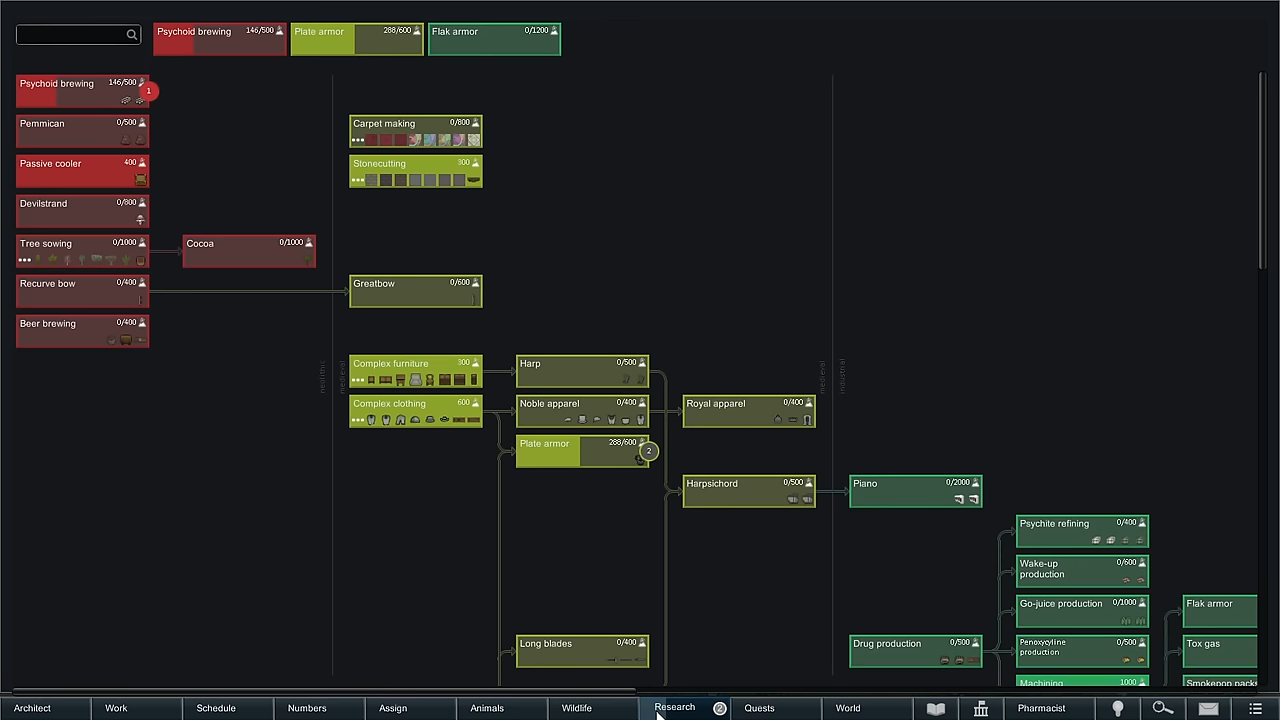 Psychoid brewing 146/500
Plate armor 288/600
Flak armor 0/1200
Psychoid brewing 146/500
1
Pemmican 0/500
Carpet making 0/800
Passive cooler 400
Stonecutting 300
Devilstrand 0/800
Tree sowing 0/1000
Cocoa 0/1000
Recurve bow 0/400
Greatbow 0/600
Beer brewing 0/400
neolithic
medieval
medieval
industrial
Complex furniture 300
Harp 0/500
Complex clothing 600
Noble apparel 0/400
Royal apparel 0/400
Plate armor 288/600
2
Harpsichord 0/500
Piano 0/2000
Psychite refining 0/400
Wake-up production 0/600
Go-juice production 0/1000
Flak armor
Long blades 0/400
Drug production 0/500
Penoxycyline production 0/500
Tox gas
Machining 1000
Smokepop packs
Architect
Work
Schedule
Numbers
Assign
Animals
Wildlife
Research 2
Quests
World
Pharmacist